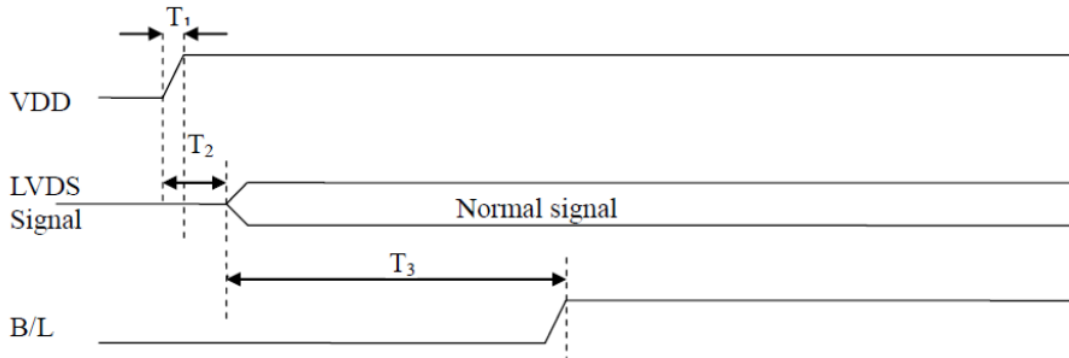 T₁
VDD
T₂
LVDS
Signal
Normal signal
T₃
B/L